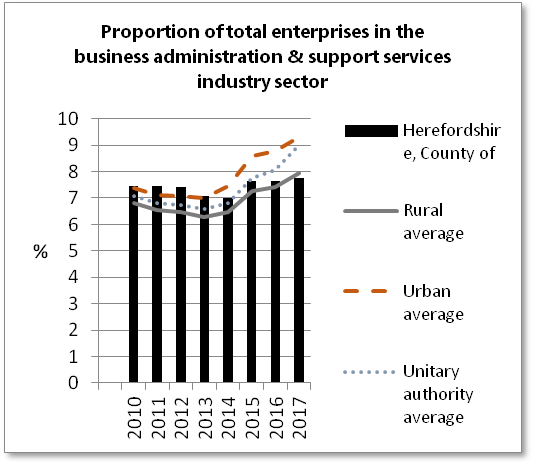 Proportion of total enterprises in the
business administration & support services
industry sector
10
9
8
7
6
5
4
3
2
1
0
%
2010
2011
2012
2013
2014
2015
2016
2017
Herefordshir
e, County of
Rural
average
Urban
average
Unitary
authority
average